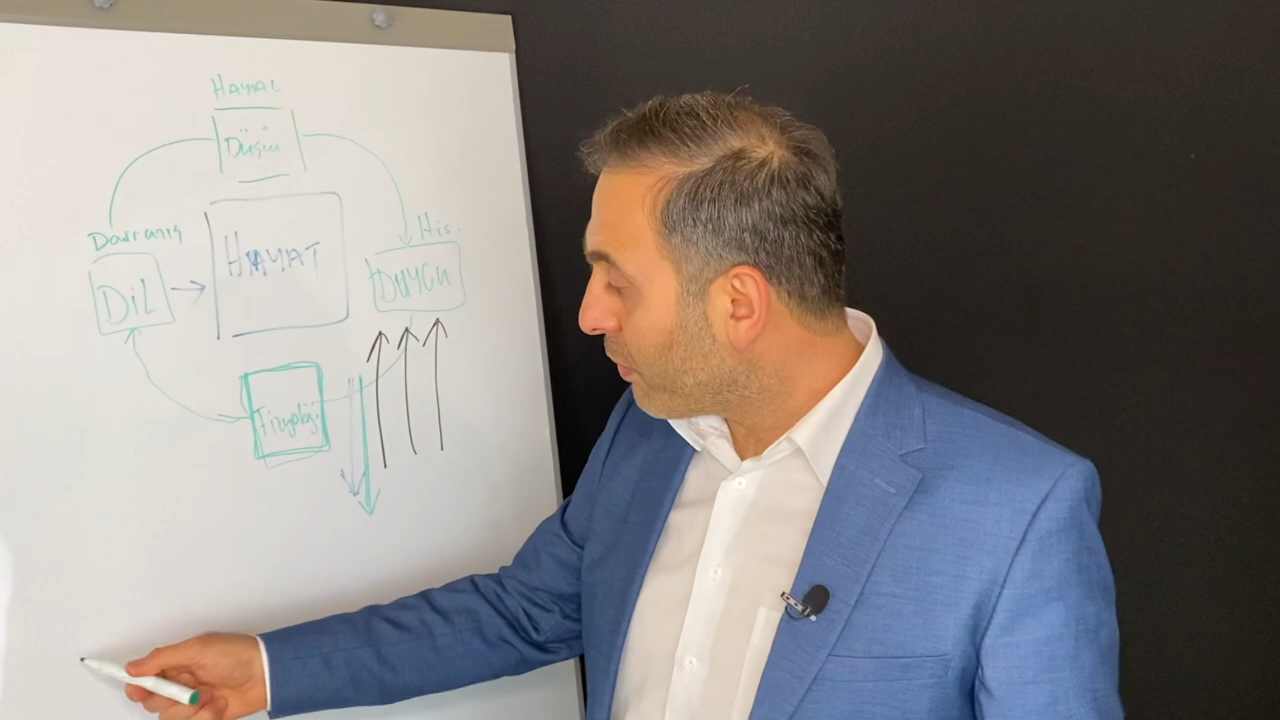 HAYAL
Düşün
Davranış
His.
HAYAT
DUYGU
DİL
Fizyoloji